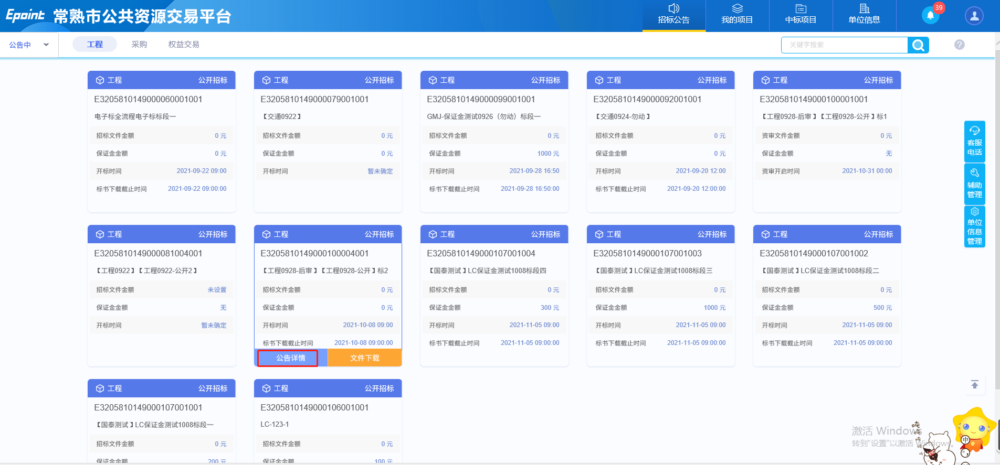 Epoint 常熟市公共资源交易平台
招标公告
我的项目
中标项目
单位信息
39
公告中
工程
采购
权益交易
关键字搜索
?
工程 公开招标
E3205810149000060001001
电子标全流程电子标标段一
招标文件金额 0 元
保证金金额 0 元
开标时间 2021-09-22 09:00
标书下载截止时间 2021-09-22 09:00:00
工程 公开招标
E3205810149000079001001
【交通0922】
招标文件金额 0 元
保证金金额 0 元
开标时间 暂未确定
工程 公开招标
E3205810149000099001001
GMJ-保证金测试0926（勿动）标段一
招标文件金额 0 元
保证金金额 1000 元
开标时间 2021-09-28 16:50
标书下载截止时间 2021-09-28 16:50:00
工程 公开招标
E3205810149000092001001
【交通0924-勿动】
招标文件金额 0 元
保证金金额 0 元
开标时间 2021-09-20 12:00
标书下载截止时间 2021-09-20 12:00:00
工程 公开招标
E3205810149000100001001
【工程0928-后审】【工程0928-公开】标1
资审文件金额 0 元
保证金金额 无
资审开启时间 2021-10-31 00:00
工程 公开招标
E3205810149000081004001
【工程0922】【工程0922-公开2】
招标文件金额 未设置
保证金金额 无
开标时间 暂未确定
工程 公开招标
E3205810149000100004001
【工程0928-后审】【工程0928-公开】标2
招标文件金额 0 元
保证金金额 0 元
开标时间 2021-10-08 09:00
标书下载截止时间 2021-10-08 09:00:00
公告详情 文件下载
工程 公开招标
E3205810149000107001004
【国泰测试】LC保证金测试1008标段四
招标文件金额 0 元
保证金金额 300 元
开标时间 2021-11-05 09:00
标书下载截止时间 2021-11-05 09:00:00
工程 公开招标
E3205810149000107001003
【国泰测试】LC保证金测试1008标段三
招标文件金额 0 元
保证金金额 1000 元
开标时间 2021-11-05 09:00
标书下载截止时间 2021-11-05 09:00:00
工程 公开招标
E3205810149000107001002
【国泰测试】LC保证金测试1008标段二
招标文件金额 0 元
保证金金额 500 元
开标时间 2021-11-05 09:00
标书下载截止时间 2021-11-05 09:00:00
工程 公开招标
E3205810149000107001001
【国泰测试】LC保证金测试1008标段一
招标文件金额 0 元
保证金金额 200 元
工程 公开招标
E3205810149000106001001
LC-123-1
招标文件金额 0 元
保证金金额 100 元
客服
电话
辅助
管理
单位
信息
管理
激活 Windows
转到"设置"以激活 Windows。
中